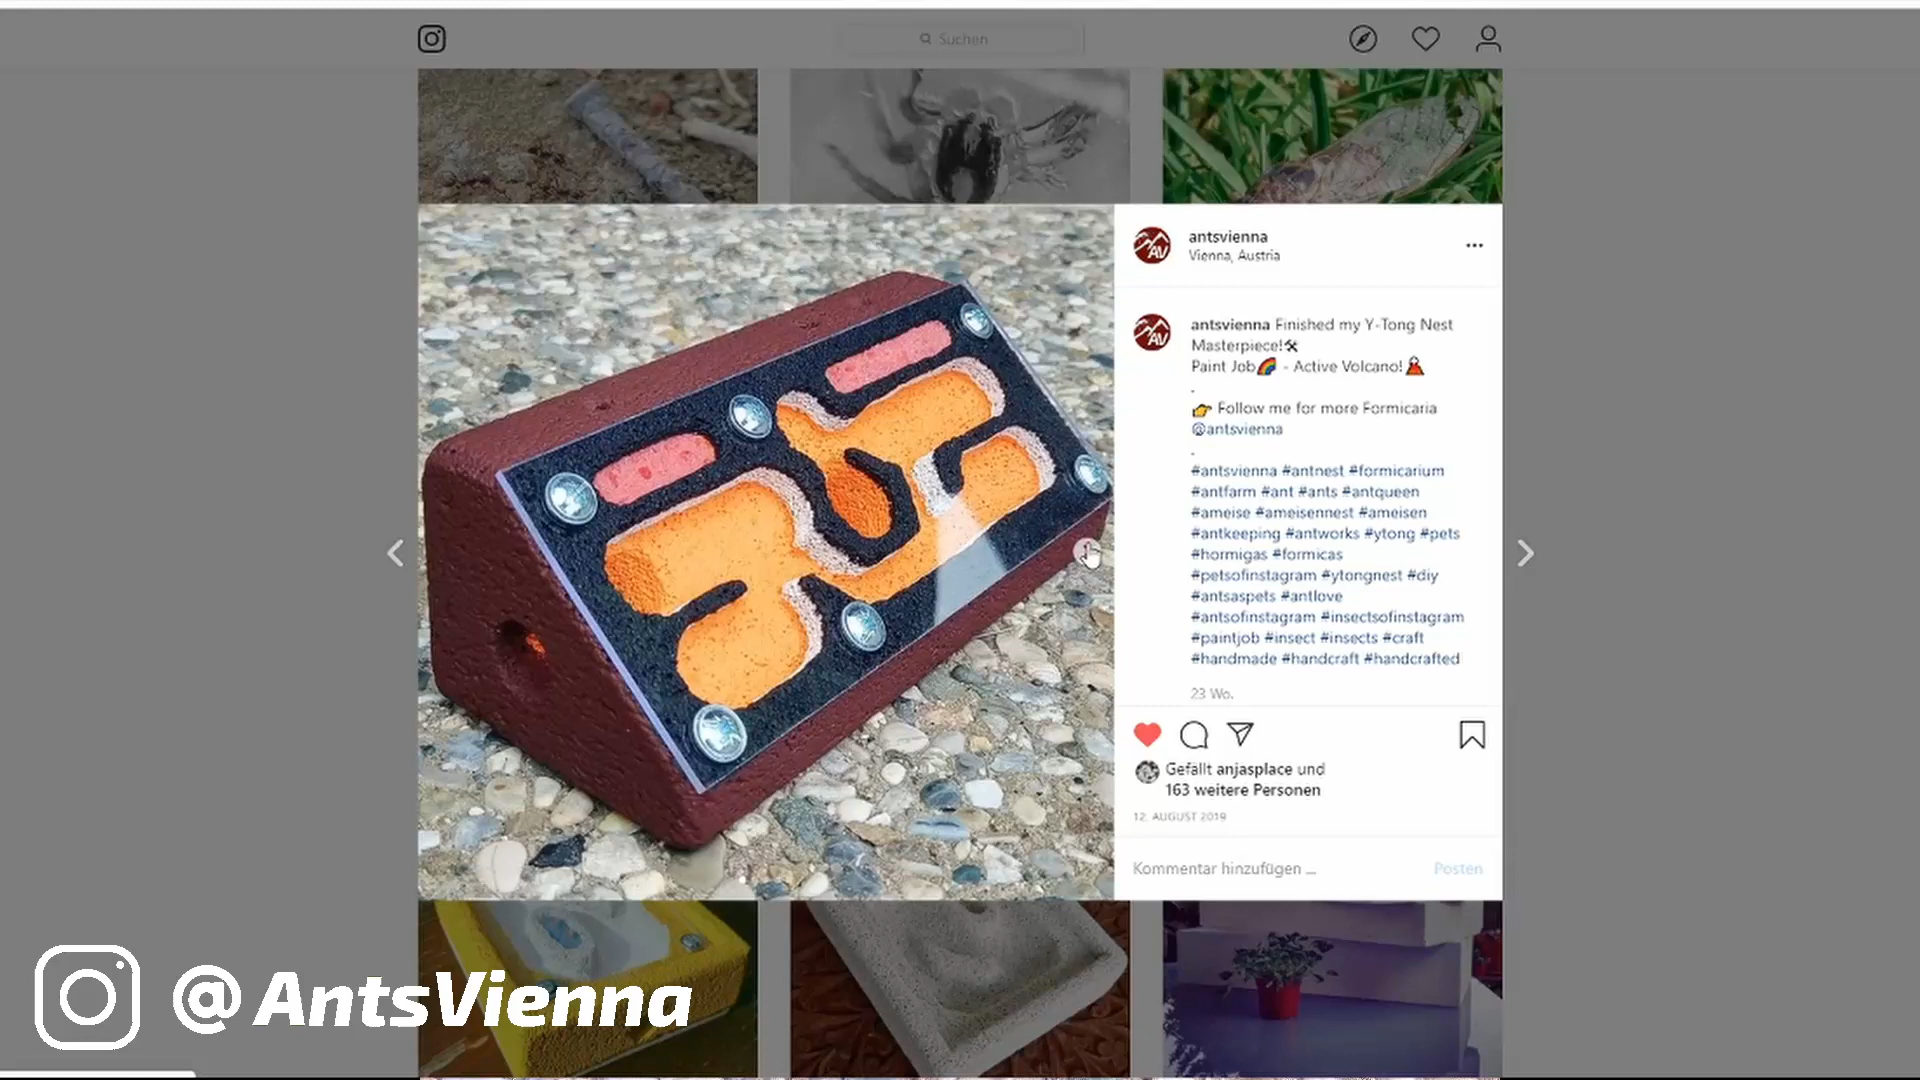 Suchen
antsvienna
Vienna, Austria
AV
antsvienna Finished my Y-Tong Nest
Masterpiece!🛠
Paint Job🌈 - Active Volcano!🌋
.
👉 Follow me for more Formicaria
@antsvienna
.
#antsvienna #antnest #formicarium
#antfarm #ant #ants #antqueen
#ameise #ameisennest #ameisen
#antkeeping #antworks #ytong #pets
#hormigas #formicas
#petsofinstagram #ytongnest #diy
#antsaspets #antlove
#antsofinstagram #insectsofinstagram
#paintjob #insect #insects #craft
#handmade #handcraft #handcrafted
23 Wo.
Gefällt anjasplace und
163 weitere Personen
12. AUGUST 2019
Kommentar hinzufügen ...
Posten
@AntsVienna